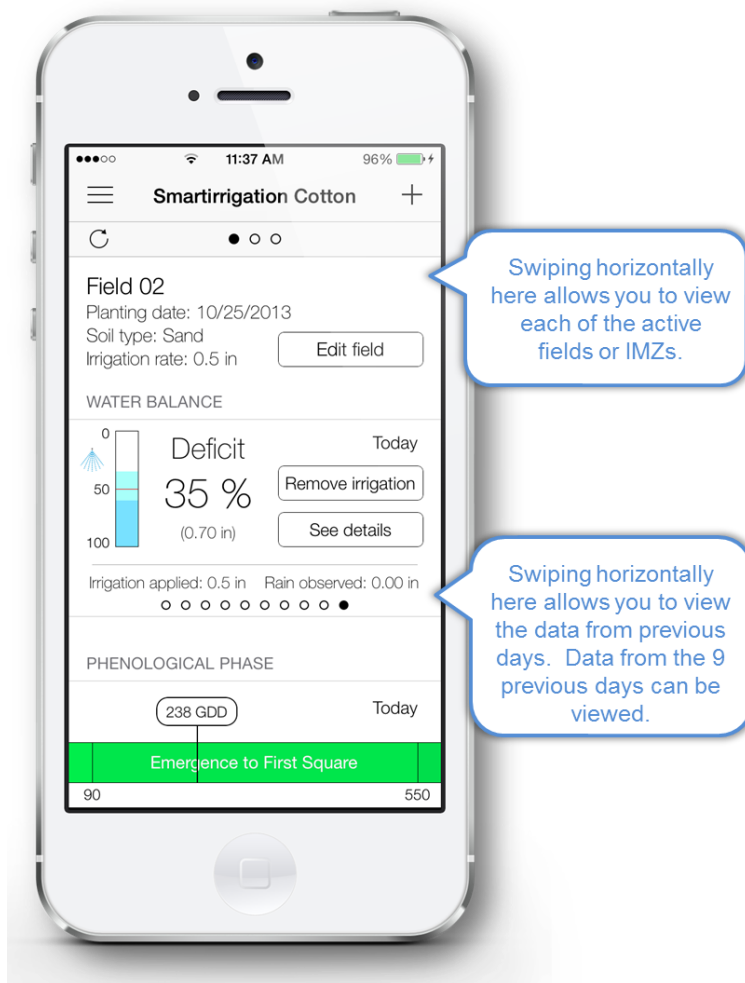 11:37 AM
96%
Smartirrigation Cotton
Field 02
Planting date: 10/25/2013
Soil type: Sand
Irrigation rate: 0.5 in
Edit field
WATER BALANCE
0
50
100
Deficit
35 %
(0.70 in)
Today
Remove irrigation
See details
Irrigation applied: 0.5 in Rain observed: 0.00 in
PHENOLOGICAL PHASE
238 GDD
Today
Emergence to First Square
90
550
Swiping horizontally
here allows you to view
each of the active
fields or IMZs.
Swiping horizontally
here allows you to view
the data from previous
days. Data from the 9
previous days can be
viewed.